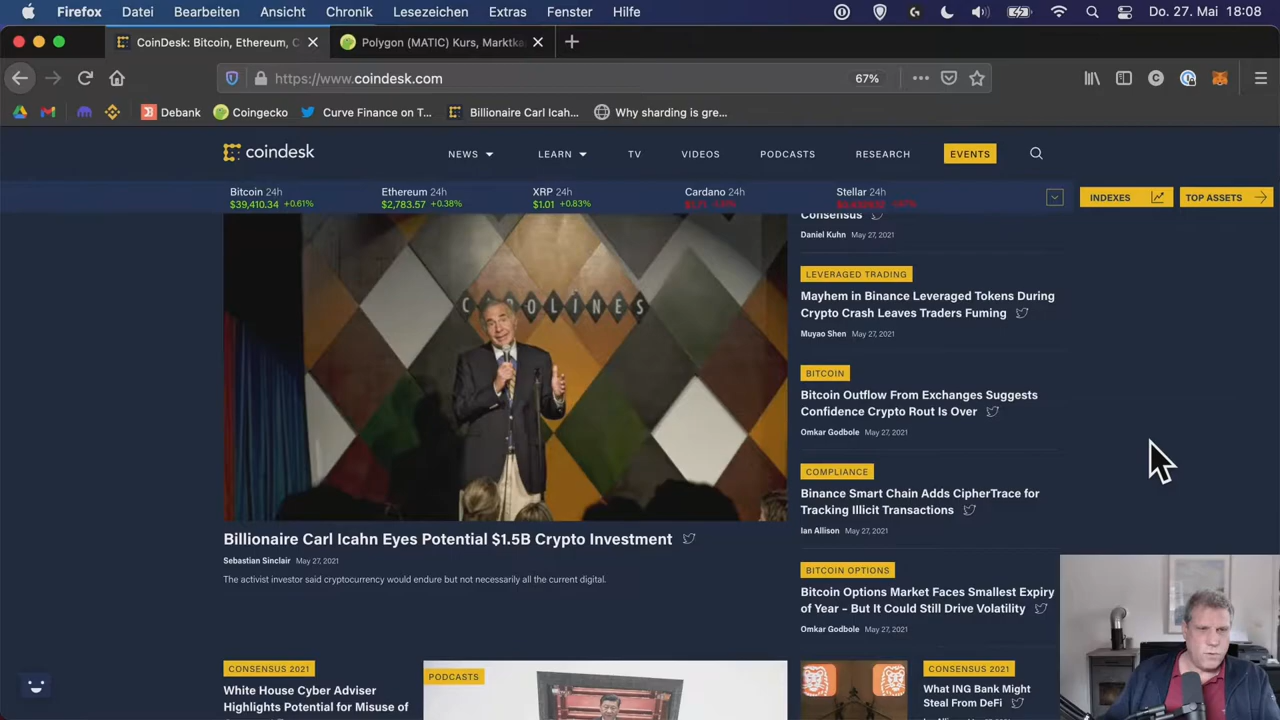 Firefox Datei Bearbeiten Ansicht Chronik Lesezeichen Extras Fenster Hilfe Do. 27. Mai 18:08
CoinDesk: Bitcoin, Ethereum, C
Polygon (MATIC) Kurs, Marktka
https://www.coindesk.com 67%
Debank Coingecko Curve Finance on T... Billionaire Carl Icahn Eyes... Why sharding is gre...
coindesk NEWS LEARN TV VIDEOS PODCASTS RESEARCH EVENTS
Bitcoin 24h Ethereum 24h XRP 24h Cardano 24h Stellar 24h
$39,410.34 +0.61% $2,783.57 +0.38% $1.01 +0.83%
INDEXES TOP ASSETS
CAROLINES
Billionaire Carl Icahn Eyes Potential $1.5B Crypto Investment
Sebastian Sinclair May 27, 2021
The activist investor said cryptocurrency would endure but not necessarily all the current digital.
Consensus
Daniel Kuhn May 27, 2021
LEVERAGED TRADING
Mayhem in Binance Leveraged Tokens During
Crypto Crash Leaves Traders Fuming
Muyao Shen May 27, 2021
BITCOIN
Bitcoin Outflow From Exchanges Suggests
Confidence Crypto Rout Is Over
Omkar Godbole May 27, 2021
COMPLIANCE
Binance Smart Chain Adds CipherTrace for
Tracking Illicit Transactions
Ian Allison May 27, 2021
BITCOIN OPTIONS
Bitcoin Options Market Faces Smallest Expiry
of Year – But It Could Still Drive Volatility
Omkar Godbole May 27, 2021
CONSENSUS 2021
White House Cyber Adviser
Highlights Potential for Misuse of
PODCASTS
CONSENSUS 2021
What ING Bank Might
Steal From DeFi